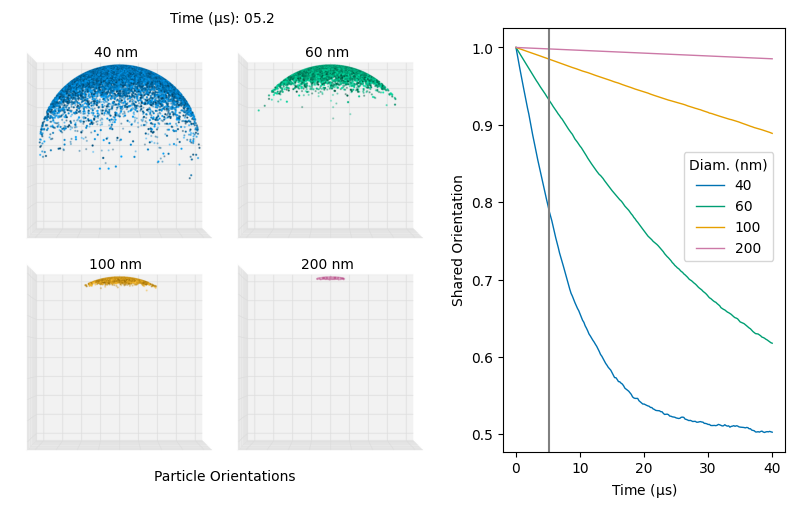 Time (µs): 05.2
40 nm
60 nm
100 nm
200 nm
Particle Orientations
Shared Orientation
1.0
0.9
0.8
0.7
0.6
0.5
Diam. (nm)
40
60
100
200
0 10 20 30 40
Time (µs)